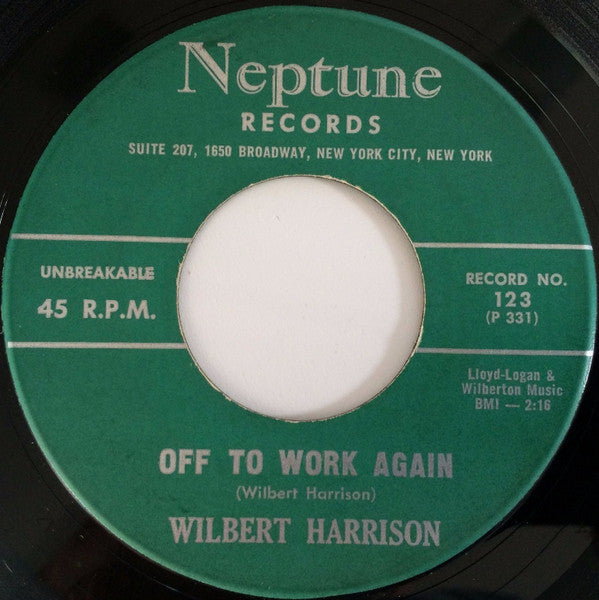 Neptune
RECORDS
SUITE 207, 1650 BROADWAY, NEW YORK CITY, NEW YORK
UNBREAKABLE
45 R.P.M.
RECORD NO.
123
(P 331)
Lloyd-Logan &
Wilberton Music
BMI — 2:16
OFF TO WORK AGAIN
(Wilbert Harrison)
WILBERT HARRISON